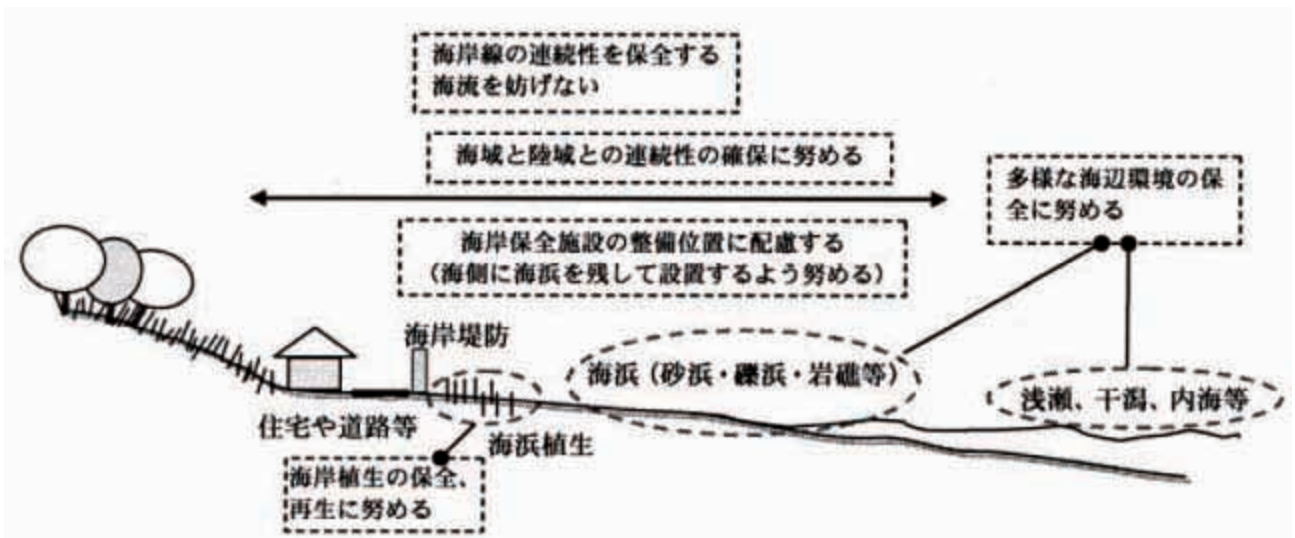 海岸線の連続性を保全する
海流を妨げない
海域と陸域との連続性の確保に努める
多様な海辺環境の保
全に努める
海岸保全施設の整備位置に配慮する
（海側に海浜を残して設置するよう努める）
海岸堤防
海浜（砂浜・礫浜・岩礁等）
浅瀬、干潟、内海等
住宅や道路等
海浜植生
海岸植生の保全、
再生に努める